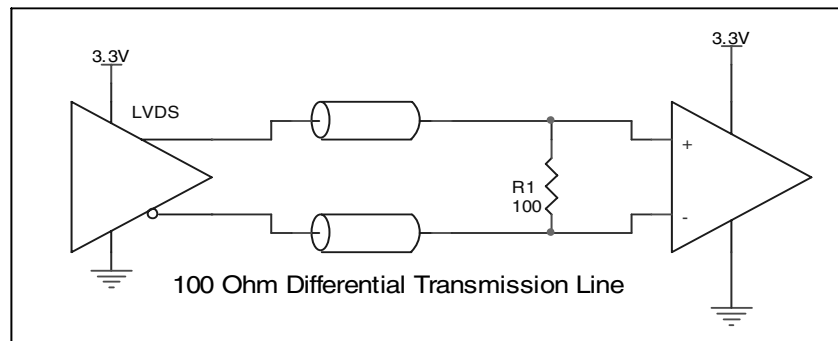 3.3V
3.3V
LVDS
+
R1
100
-
100 Ohm Differential Transmission Line